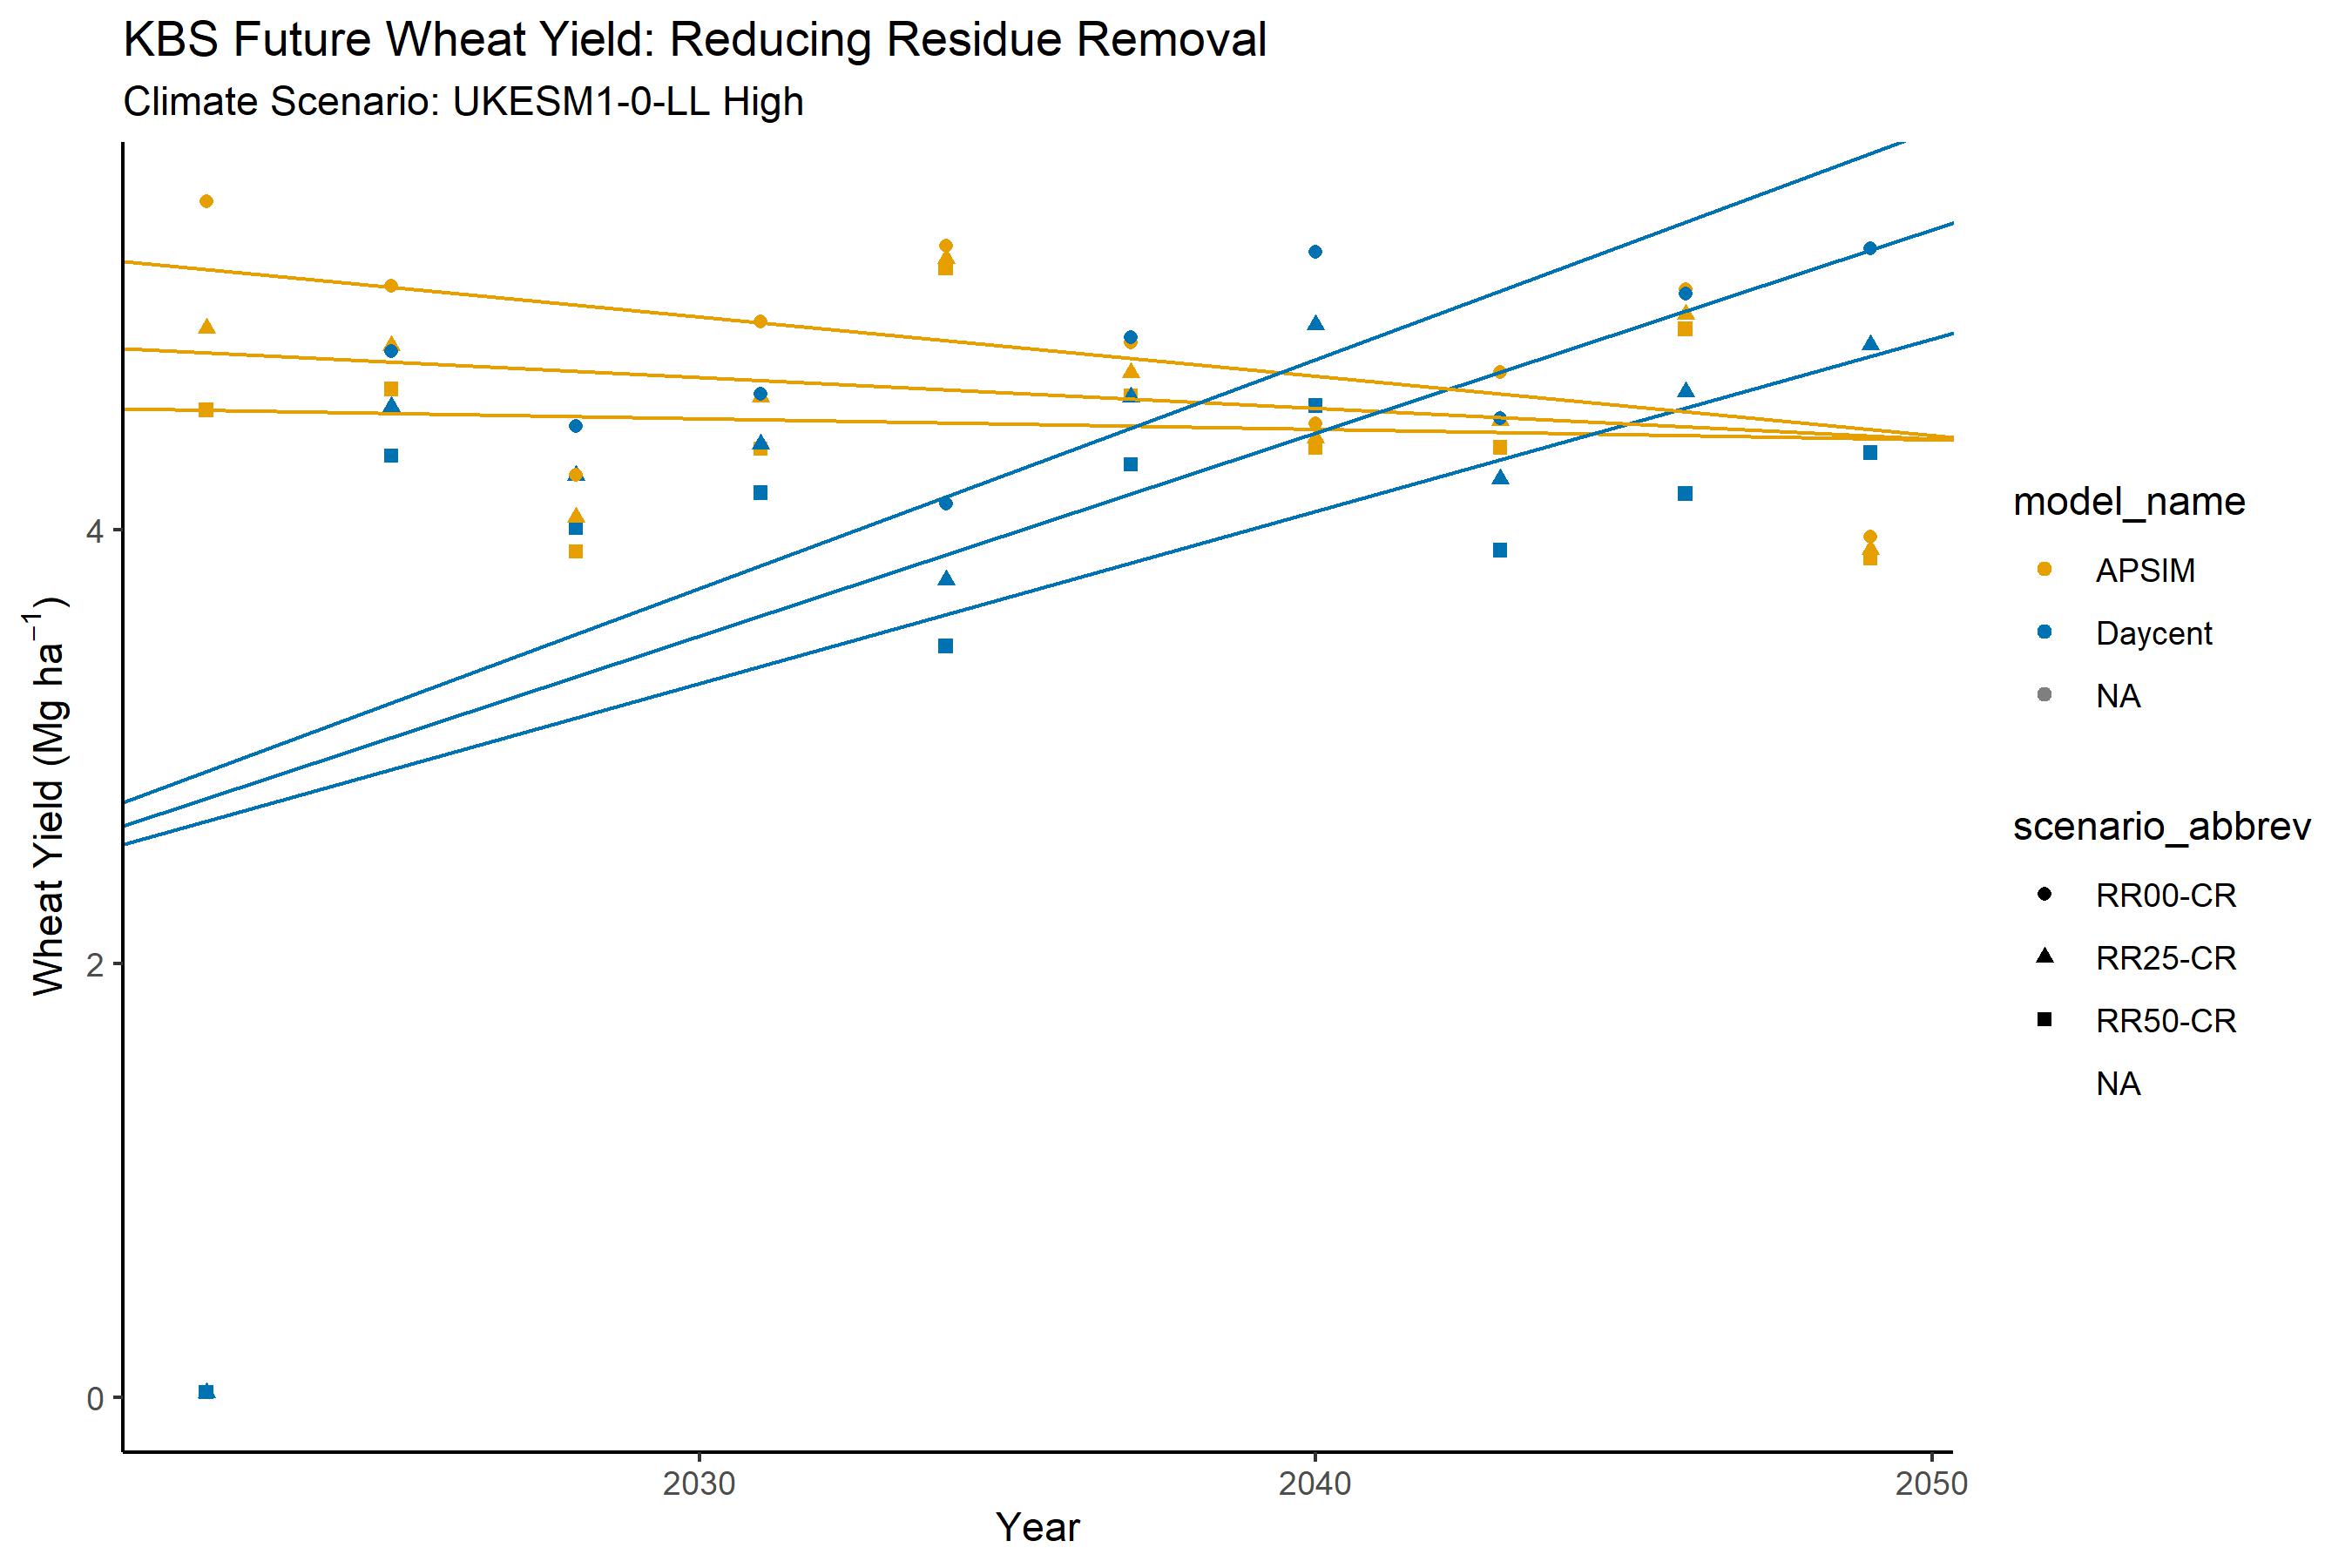 KBS Future Wheat Yield: Reducing Residue Removal
Climate Scenario: UKESM1-0-LL High
Wheat Yield (Mg ha⁻¹)
4
2
0
2030
2040
2050
Year
model_name
APSIM
Daycent
NA
scenario_abbrev
RR00-CR
RR25-CR
RR50-CR
NA